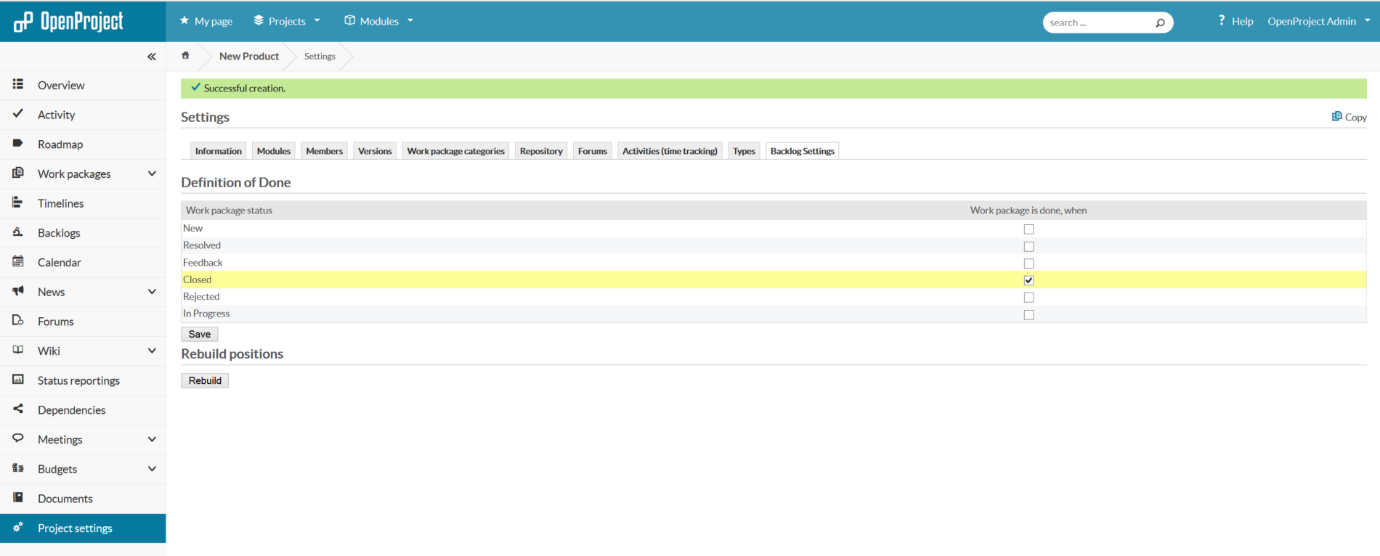 OpenProject
My page Projects Modules search ... ? Help OpenProject Admin
New Product Settings
Overview
Activity
Roadmap
Work packages
Timelines
Backlogs
Calendar
News
Forums
Wiki
Status reportings
Dependencies
Meetings
Budgets
Documents
Project settings
Successful creation.
Settings Copy
Information Modules Members Versions Work package categories Repository Forums Activities (time tracking) Types Backlog Settings
Definition of Done
Work package status Work package is done, when
New
Resolved
Feedback
Closed
Rejected
In Progress
Save
Rebuild positions
Rebuild